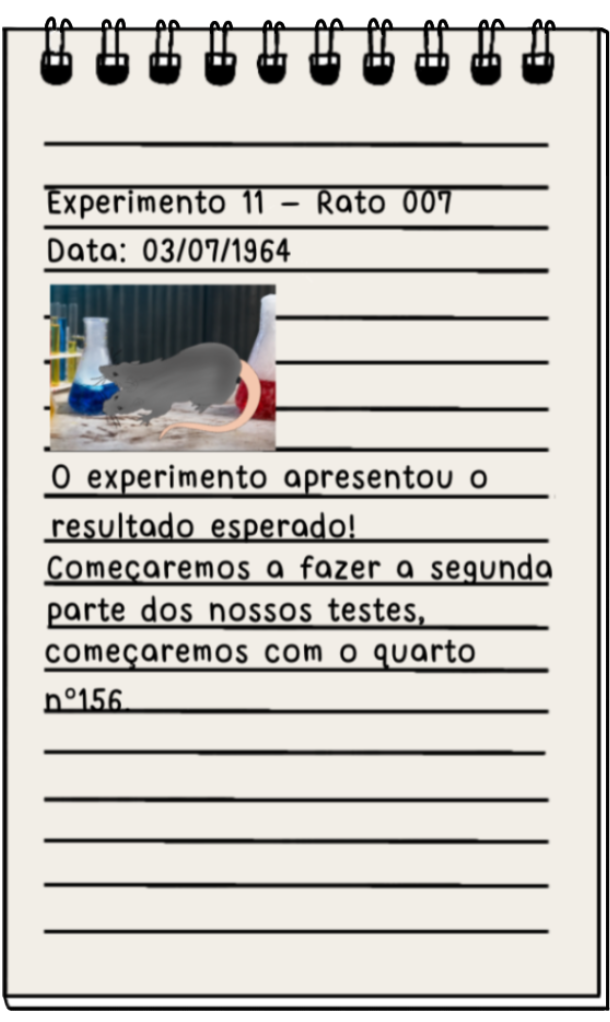 Experimento 11 – Rato 007
Data: 03/07/1964
O experimento apresentou o
resultado esperado!
Começaremos a fazer a segunda
parte dos nossos testes,
começaremos com o quarto
n°156.